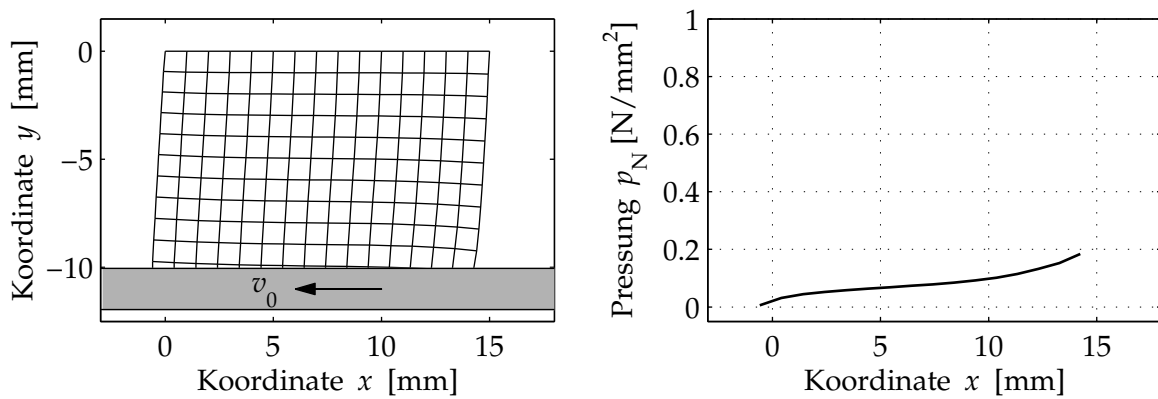 Koordinate y [mm]
0
−5
−10
v0
0 5 10 15
Koordinate x [mm]
Pressung pN [N/mm2]
1
0.8
0.6
0.4
0.2
0
0 5 10 15
Koordinate x [mm]